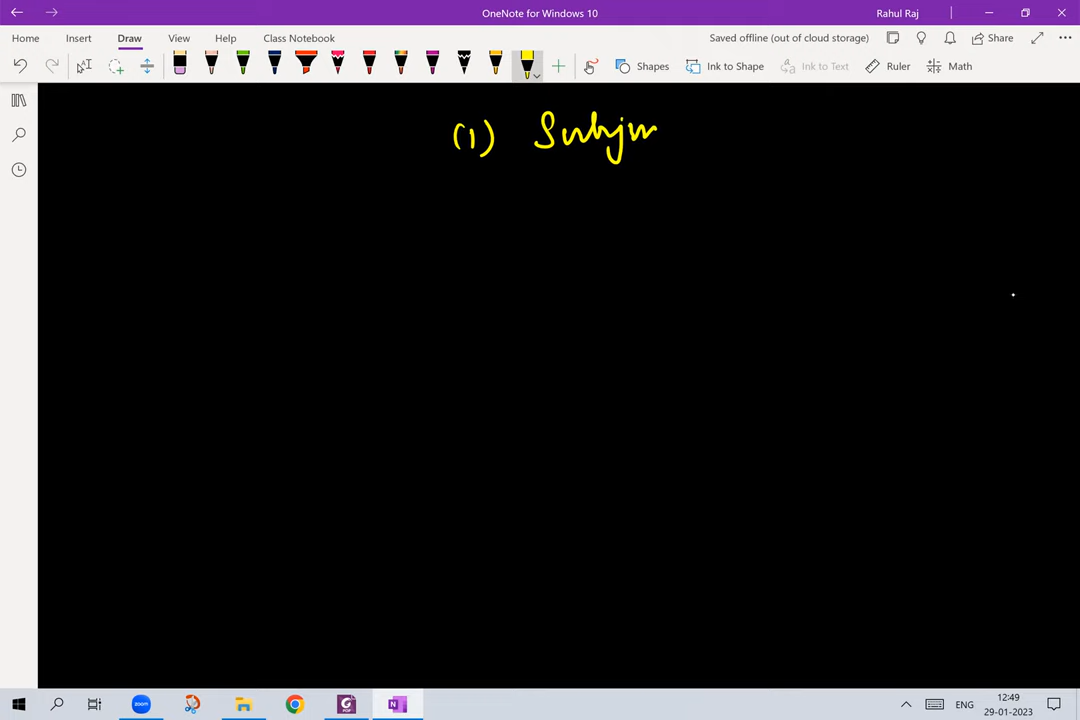 OneNote for Windows 10
Rahul Raj
Home Insert Draw View Help Class Notebook
Saved offline (out of cloud storage)
Share
Shapes Ink to Shape Ink to Text Ruler Math
(1) Subju
ENG
12:49
29-01-2023